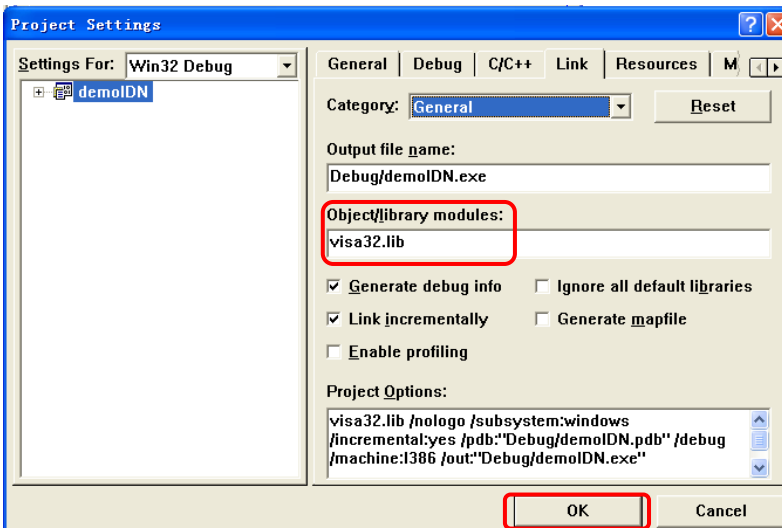 Project Settings
Settings For: Win32 Debug
demoIDN
General Debug C/C++ Link Resources M
Category: General Reset
Output file name:
Debug/demoIDN.exe
Object/library modules:
visa32.lib
Generate debug info Ignore all default libraries
Link incrementally Generate mapfile
Enable profiling
Project Options:
visa32.lib /nologo /subsystem:windows
/incremental:yes /pdb:"Debug/demoIDN.pdb" /debug
/machine:I386 /out:"Debug/demoIDN.exe"
OK Cancel